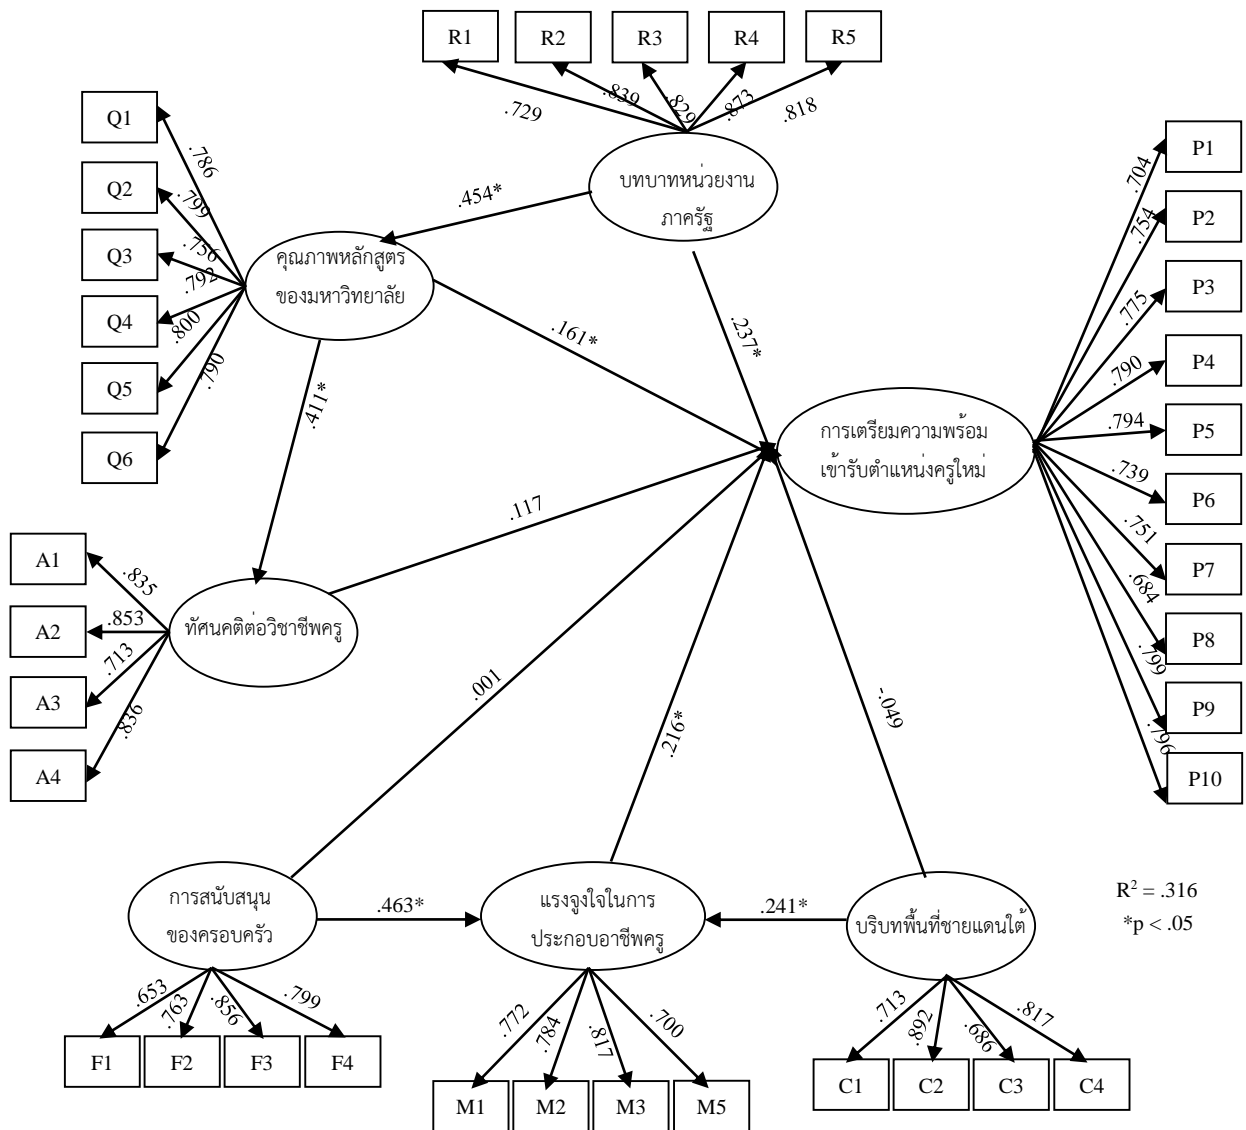 R1 R2 R3 R4 R5
.729 .839 .829 .873 .818
บทบาทหน่วยงาน
ภาครัฐ
Q1
Q2
Q3
Q4
Q5
Q6
.786
.799
.756
.792
.800
.790
คุณภาพหลักสูตร
ของมหาวิทยาลัย
.454*
.161*
.237*
.411*
.117
.001
.216*
-.049
การเตรียมความพร้อม
เข้ารับตำแหน่งครูใหม่
.704
.754
.775
.790
.794
.739
.751
.684
.799
.796
P1
P2
P3
P4
P5
P6
P7
P8
P9
P10
A1
A2
A3
A4
.835
.853
.713
.836
ทัศนคติต่อวิชาชีพครู
การสนับสนุน
ของครอบครัว
.463*
แรงจูงใจในการ
ประกอบอาชีพครู
.241*
บริบทพื้นที่ชายแดนใต้
R² = .316
*p < .05
.653 .763 .856 .799
F1 F2 F3 F4
.772 .784 .817 .700
M1 M2 M3 M5
.713 .892 .686 .817
C1 C2 C3 C4